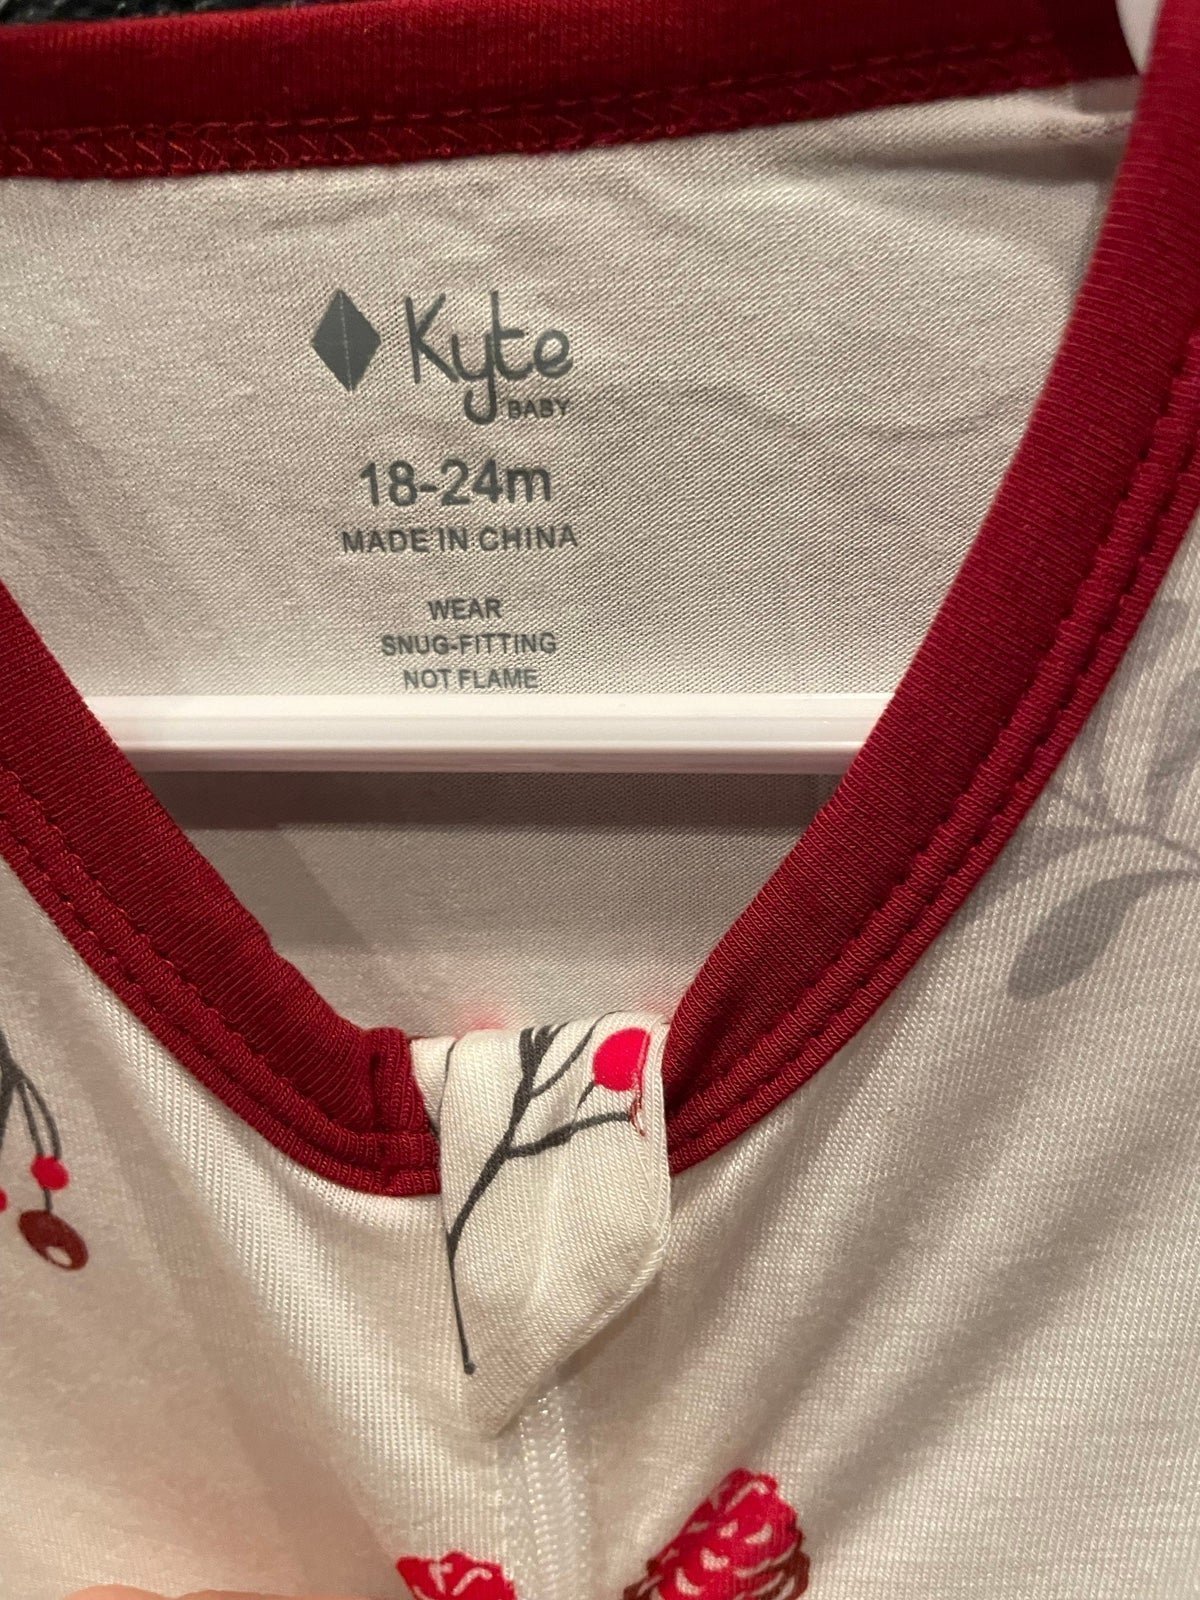 Kyte
BABY
18-24m
MADE IN CHINA
WEAR
SNUG-FITTING
NOT FLAME